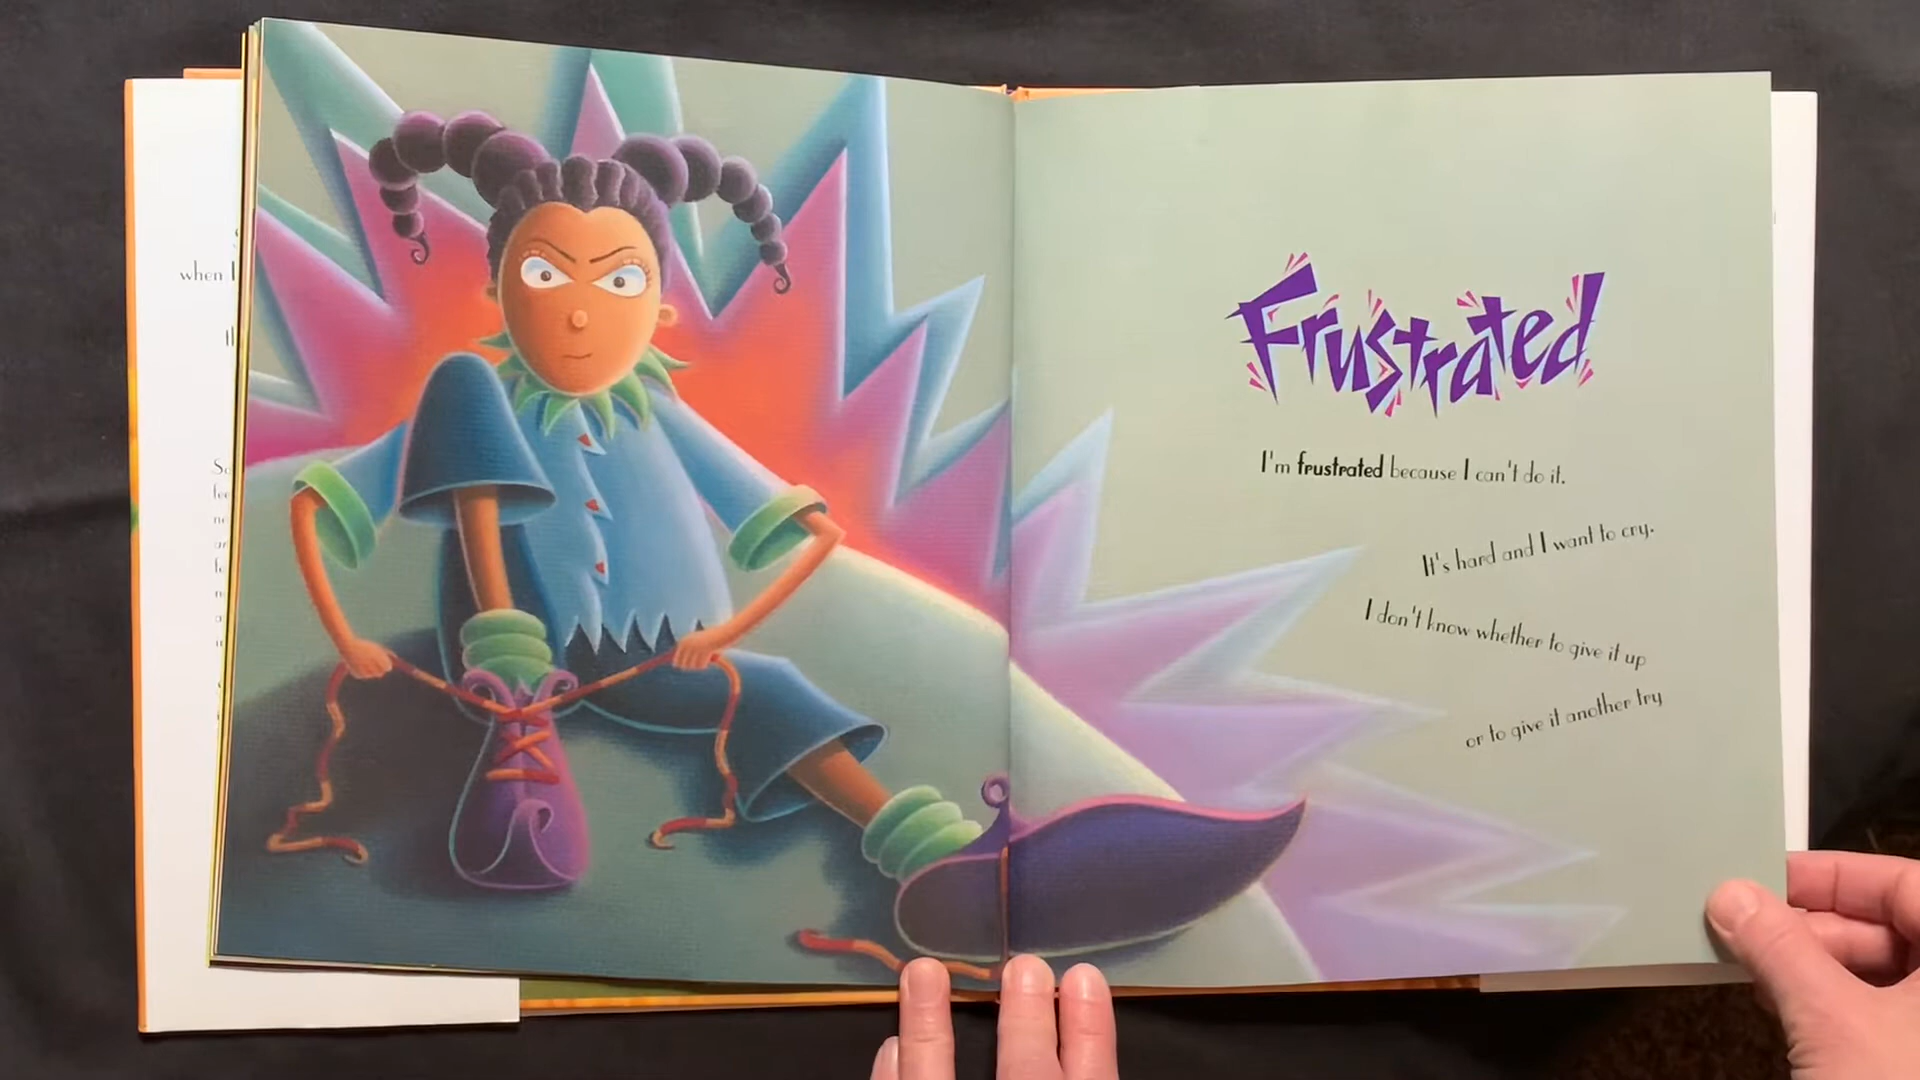 when I
Frustrated
I'm frustrated because I can't do it.
It's hard and I want to cry.
I don't know whether to give it up
or to give it another try